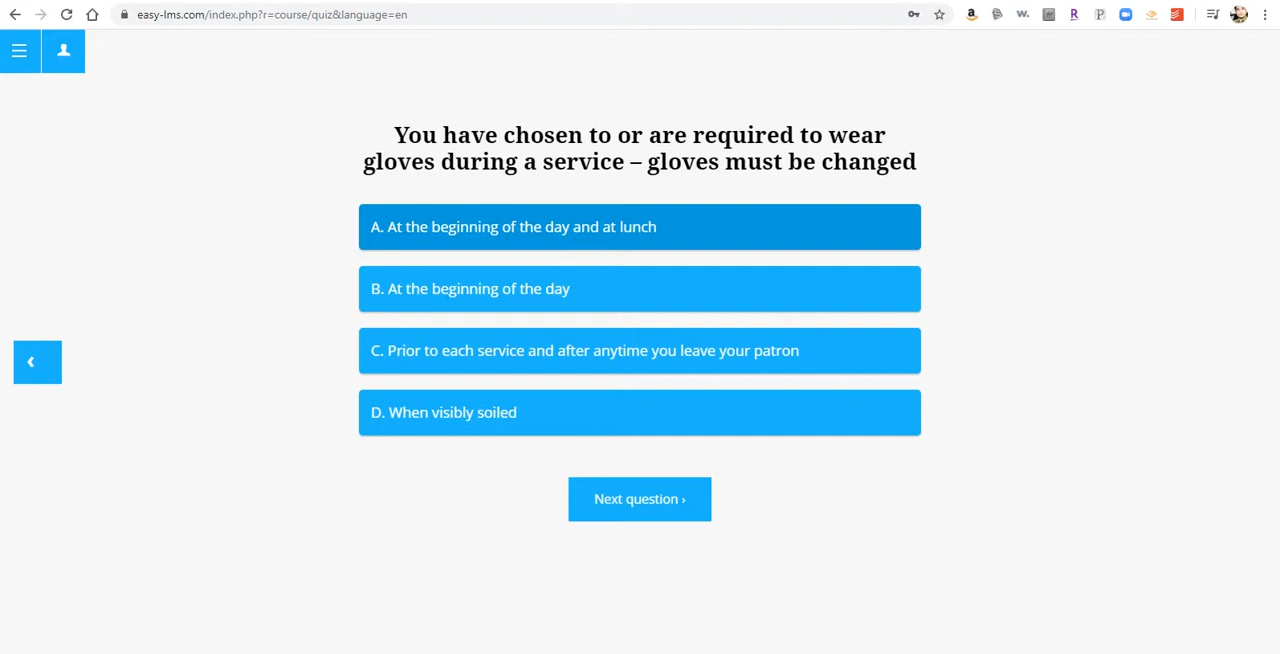 easy-lms.com/index.php?r=course/quiz&language=en
You have chosen to or are required to wear
gloves during a service – gloves must be changed
A. At the beginning of the day and at lunch
B. At the beginning of the day
C. Prior to each service and after anytime you leave your patron
D. When visibly soiled
Next question ›